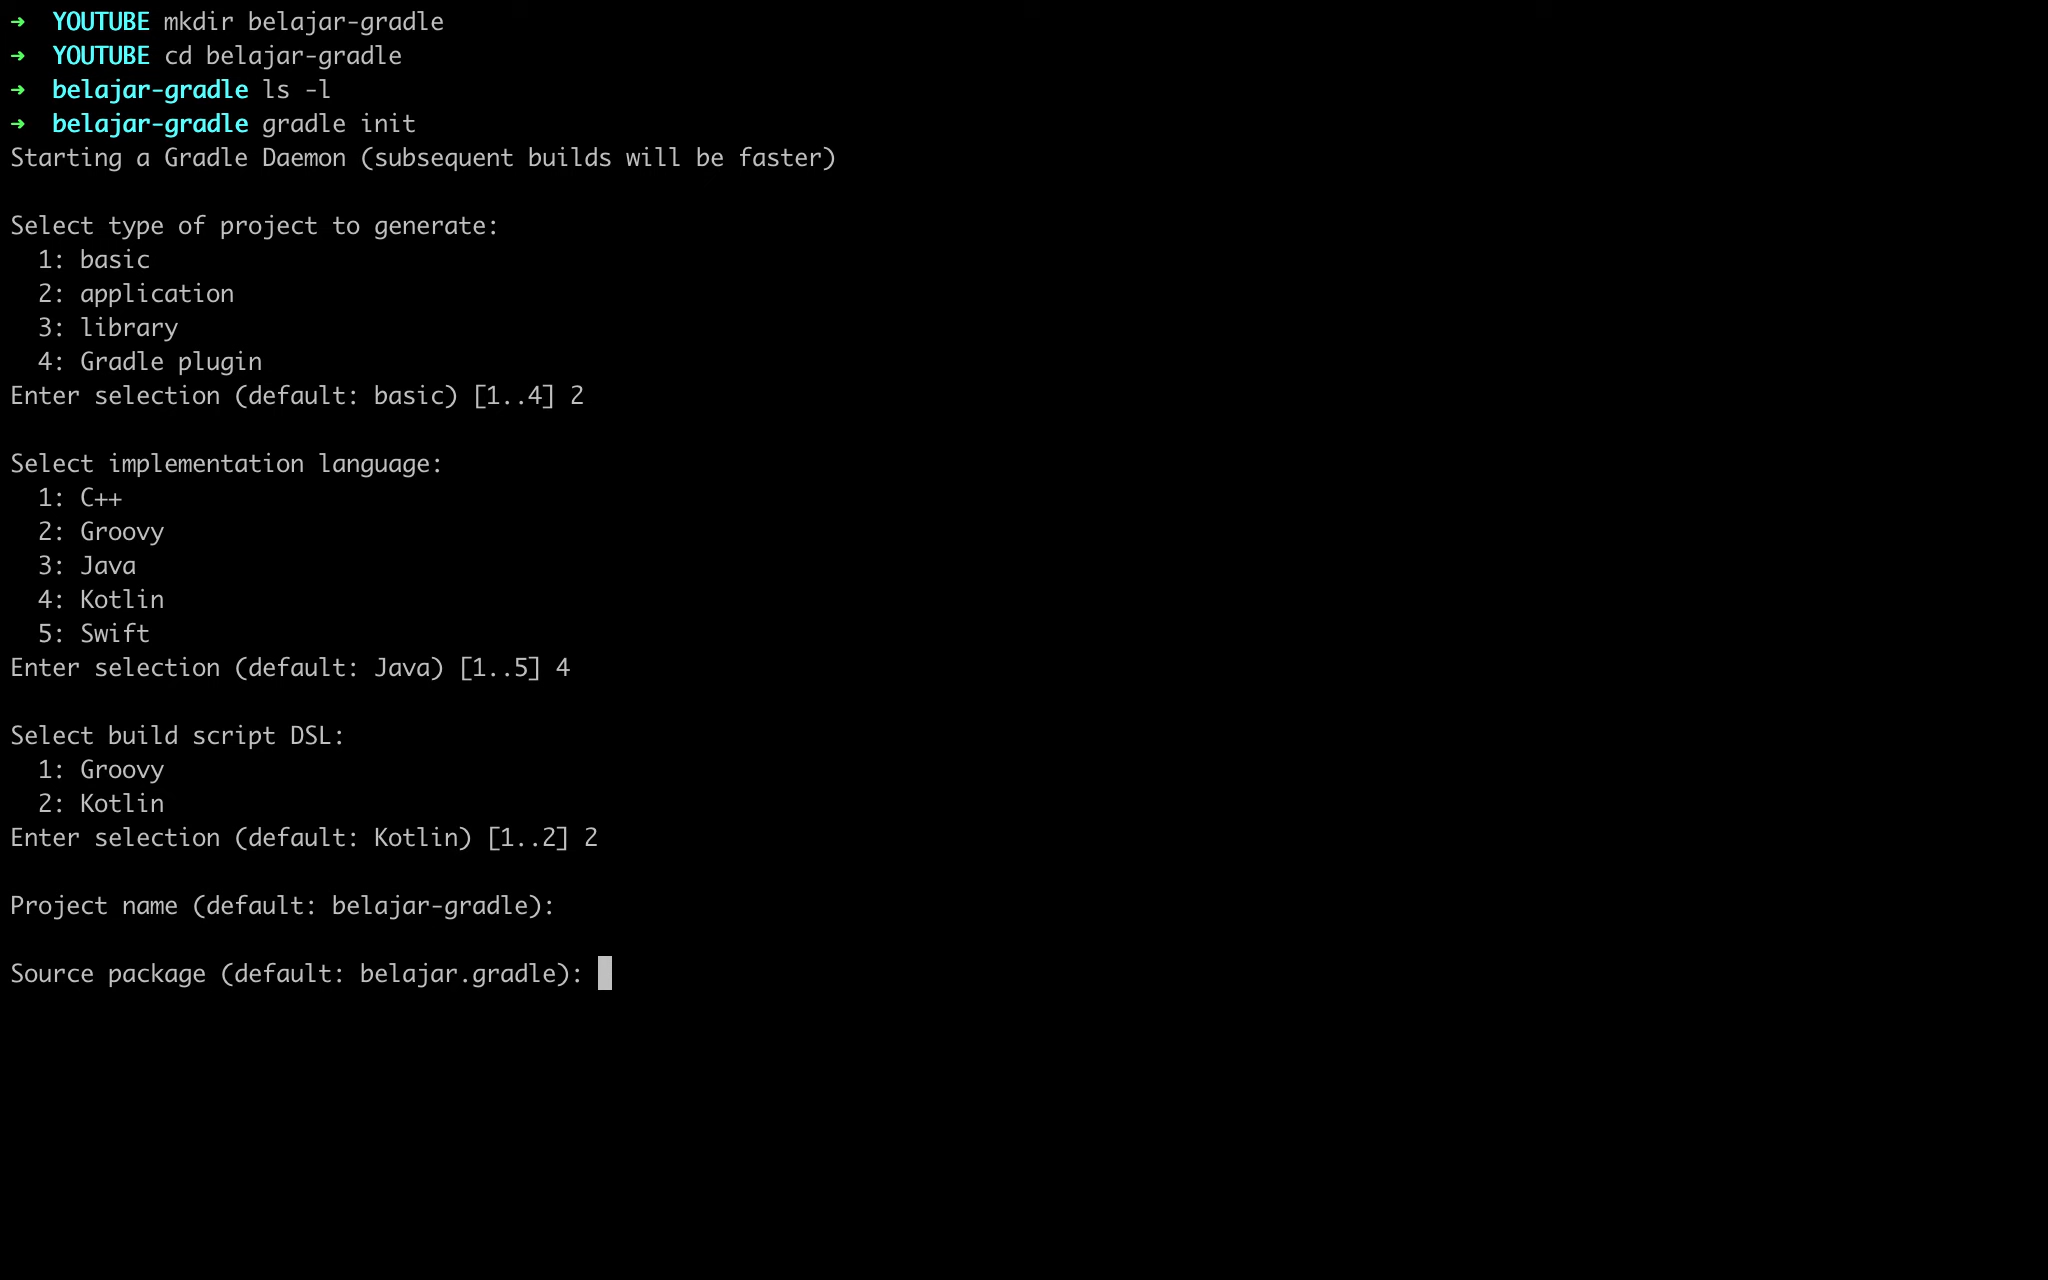 ➜  YOUTUBE mkdir belajar-gradle
➜  YOUTUBE cd belajar-gradle
➜  belajar-gradle ls -l
➜  belajar-gradle gradle init
Starting a Gradle Daemon (subsequent builds will be faster)

Select type of project to generate:
  1: basic
  2: application
  3: library
  4: Gradle plugin
Enter selection (default: basic) [1..4] 2

Select implementation language:
  1: C++
  2: Groovy
  3: Java
  4: Kotlin
  5: Swift
Enter selection (default: Java) [1..5] 4

Select build script DSL:
  1: Groovy
  2: Kotlin
Enter selection (default: Kotlin) [1..2] 2

Project name (default: belajar-gradle):

Source package (default: belajar.gradle):